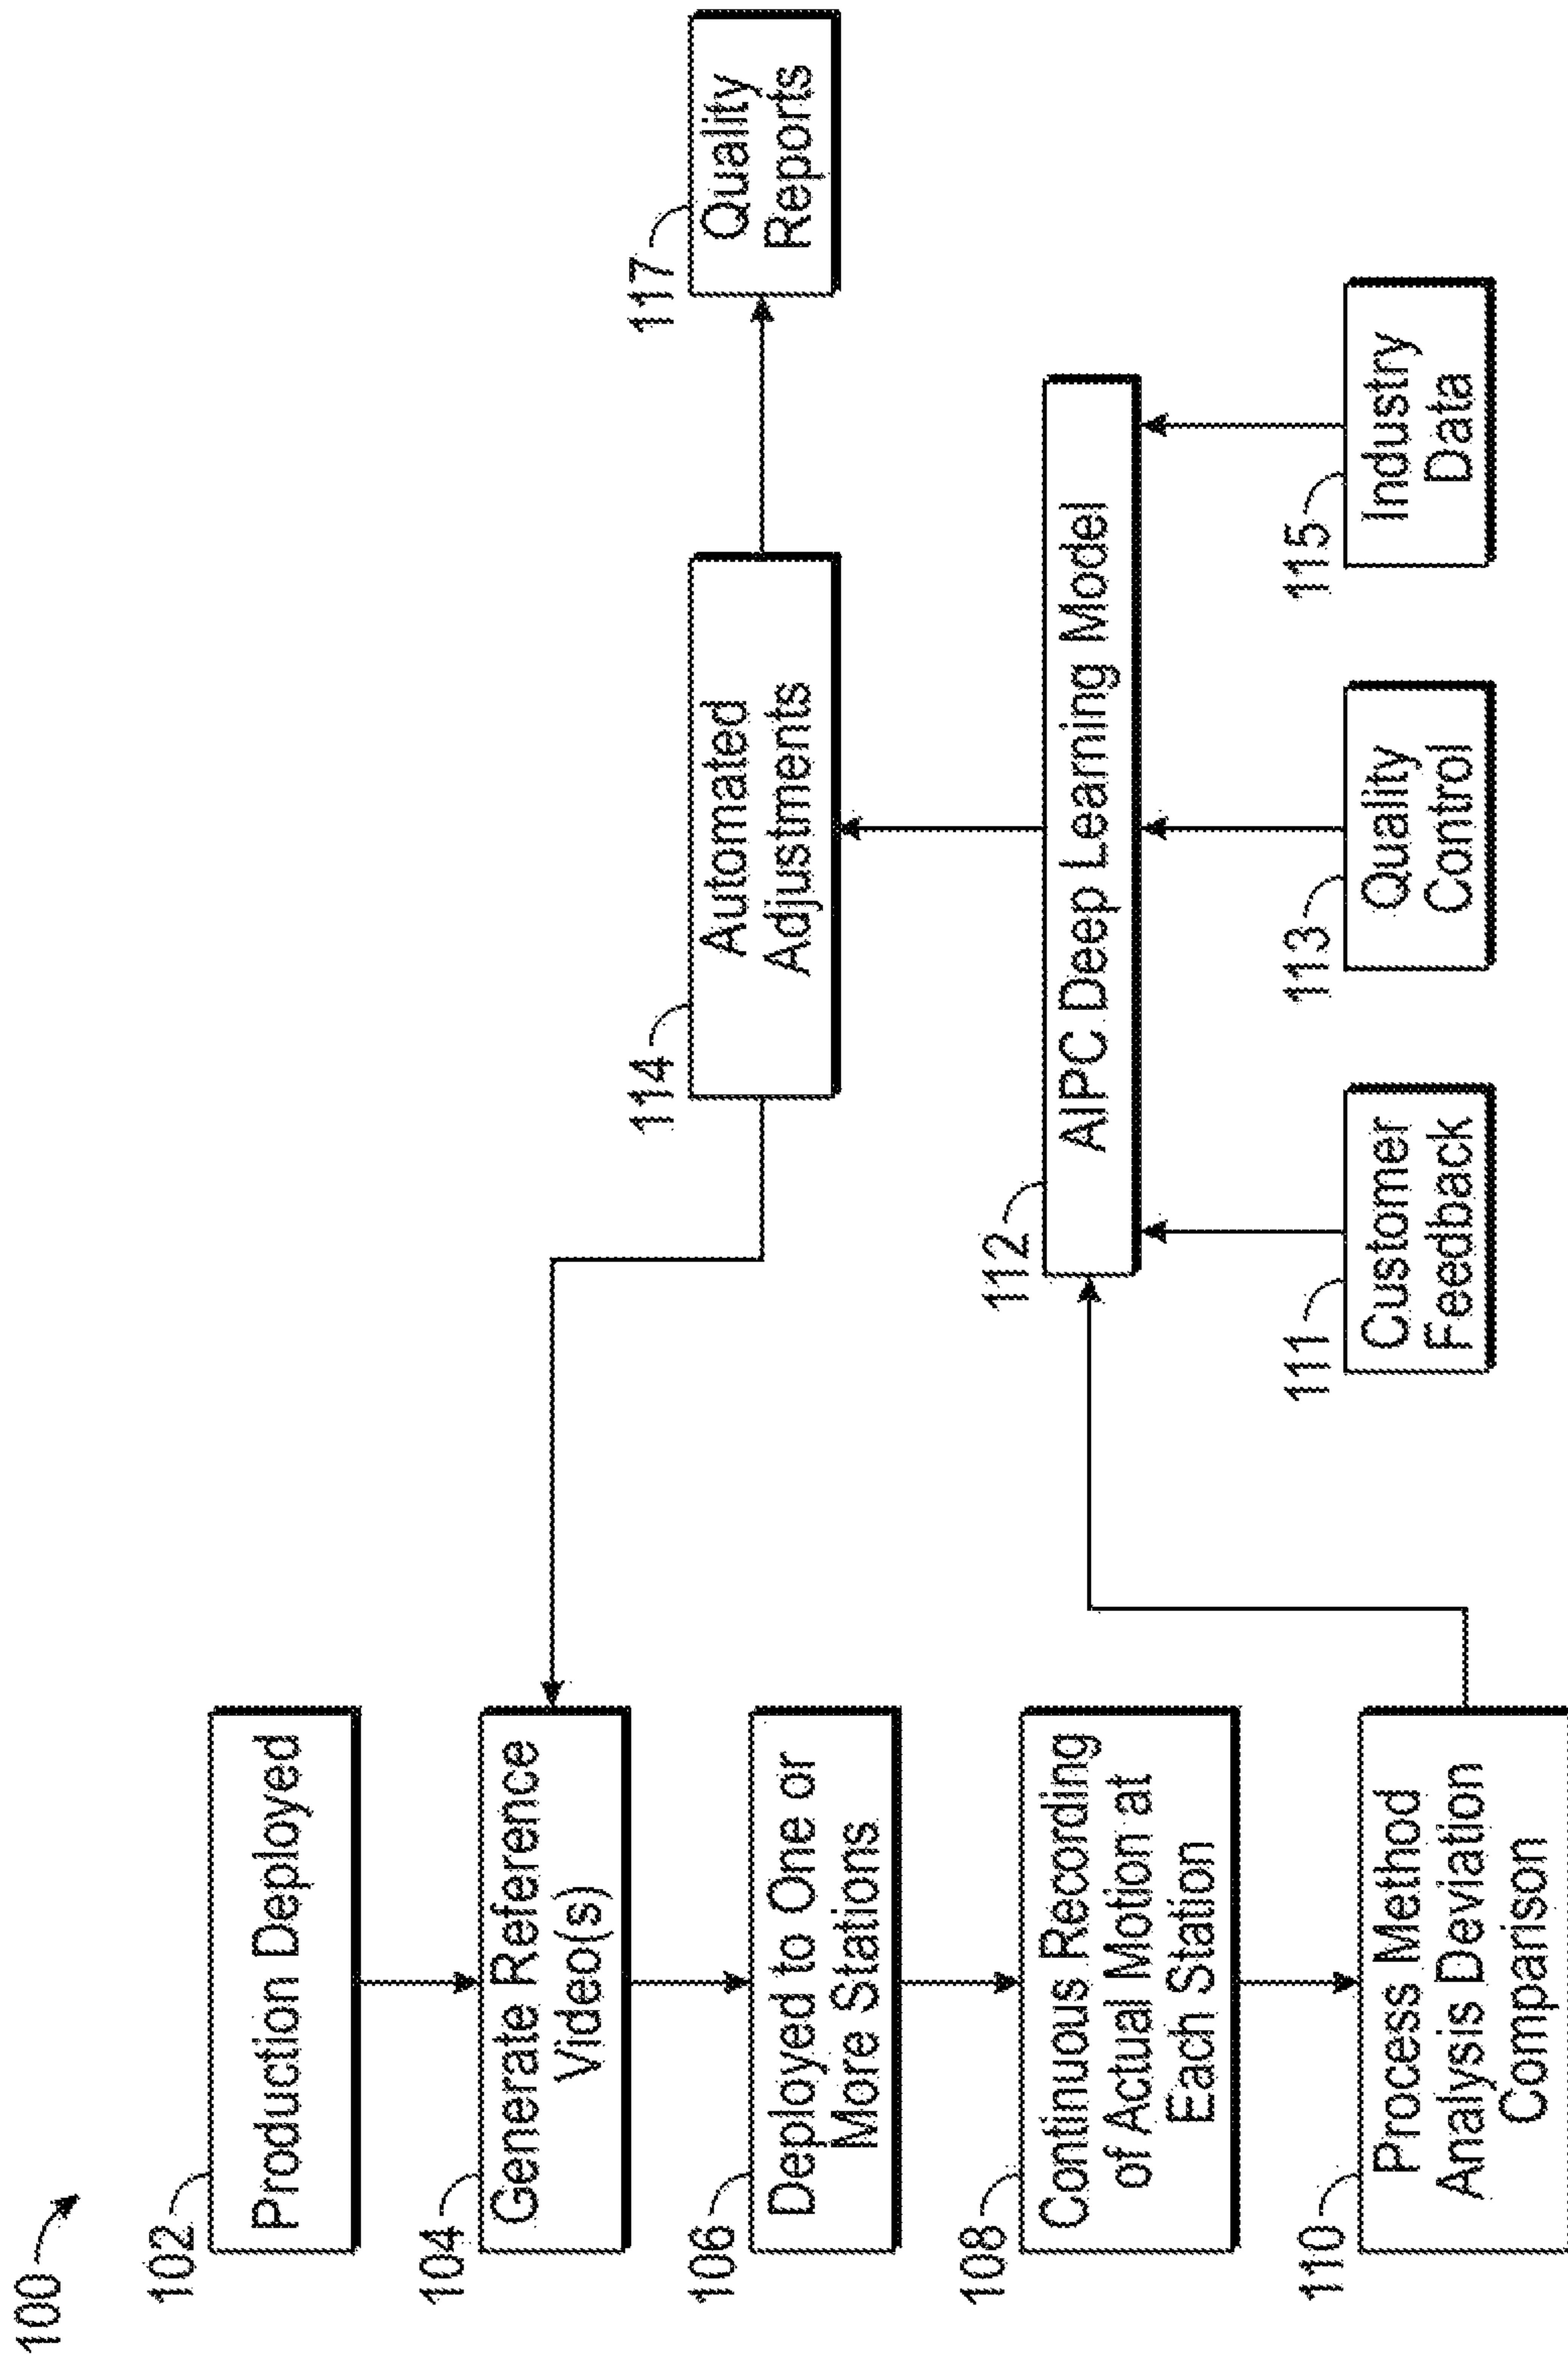 100
102
Production Deployed
104
Generate Reference
Video(s)
106
Deployed to One or
More Stations
108
Continuous Recording
of Actual Motion at
Each Station
110
Process Method
Analysis Deviation
Comparison
114
Automated
Adjustments
117
Quality
Reports
112
AIPC Deep Learning Model
111
Customer
Feedback
113
Quality
Control
115
Industry
Data